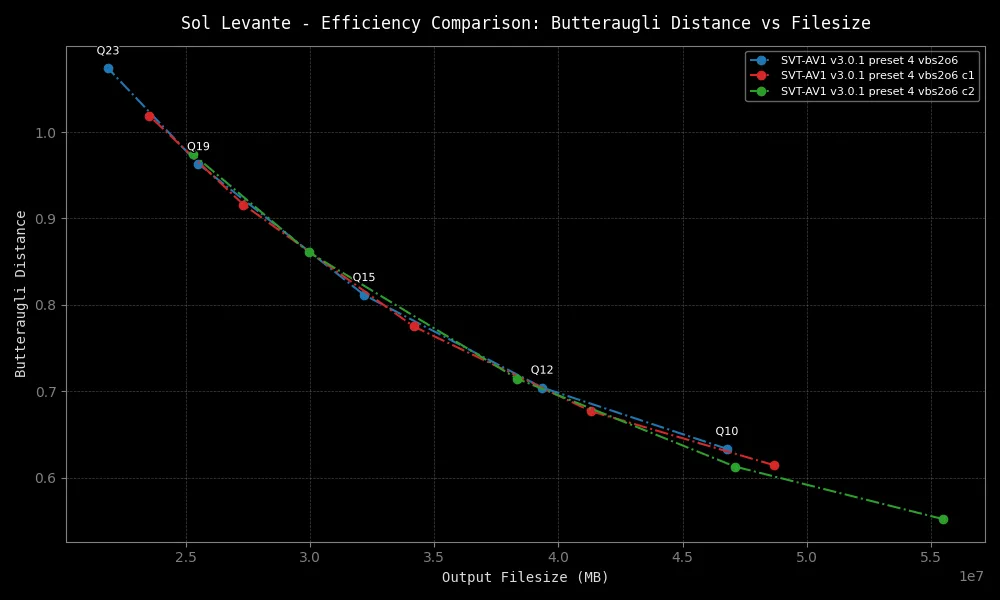 Sol Levante - Efficiency Comparison: Butteraugli Distance vs Filesize
SVT-AV1 v3.0.1 preset 4 vbs2o6
SVT-AV1 v3.0.1 preset 4 vbs2o6 c1
SVT-AV1 v3.0.1 preset 4 vbs2o6 c2
Q23
Q19
Q15
Q12
Q10
Butteraugli Distance
1.0
0.9
0.8
0.7
0.6
2.5 3.0 3.5 4.0 4.5 5.0 5.5
1e7
Output Filesize (MB)